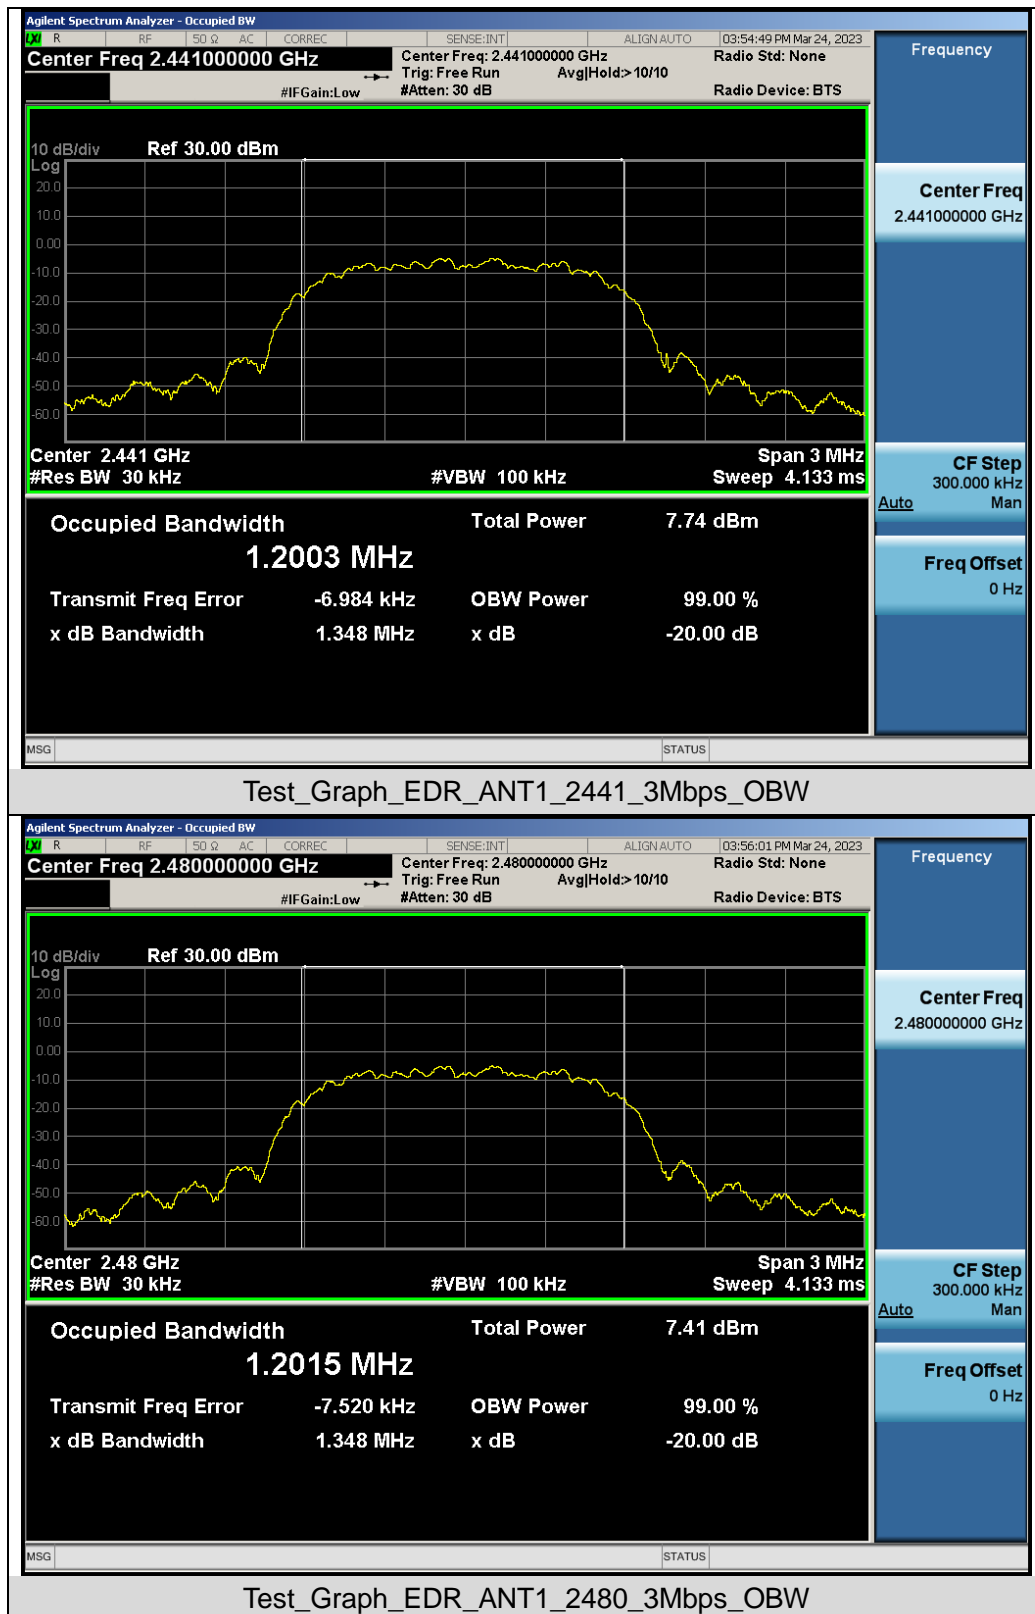 Agilent Spectrum Analyzer - Occupied BW
LXI R RF 50 Ω AC CORREC SENSE:INT ALIGN AUTO 03:54:49 PM Mar 24, 2023
Center Freq 2.441000000 GHz Center Freq: 2.441000000 GHz Radio Std: None Frequency
Trig: Free Run Avg|Hold:>10/10
#IFGain:Low #Atten: 30 dB Radio Device: BTS
10 dB/div Ref 30.00 dBm
Log
20.0
10.0
0.00
-10.0
-20.0
-30.0
-40.0
-50.0
-60.0
Center Freq
2.441000000 GHz
Center 2.441 GHz Span 3 MHz
#Res BW 30 kHz #VBW 100 kHz Sweep 4.133 ms
CF Step
300.000 kHz
Auto Man
Occupied Bandwidth Total Power 7.74 dBm
1.2003 MHz
Transmit Freq Error -6.984 kHz OBW Power 99.00 %
x dB Bandwidth 1.348 MHz x dB -20.00 dB
Freq Offset
0 Hz
MSG STATUS
Test_Graph_EDR_ANT1_2441_3Mbps_OBW
Agilent Spectrum Analyzer - Occupied BW
LXI R RF 50 Ω AC CORREC SENSE:INT ALIGN AUTO 03:56:01 PM Mar 24, 2023
Center Freq 2.480000000 GHz Center Freq: 2.480000000 GHz Radio Std: None Frequency
Trig: Free Run Avg|Hold:>10/10
#IFGain:Low #Atten: 30 dB Radio Device: BTS
10 dB/div Ref 30.00 dBm
Log
20.0
10.0
0.00
-10.0
-20.0
-30.0
-40.0
-50.0
-60.0
Center Freq
2.480000000 GHz
Center 2.48 GHz Span 3 MHz
#Res BW 30 kHz #VBW 100 kHz Sweep 4.133 ms
CF Step
300.000 kHz
Auto Man
Occupied Bandwidth Total Power 7.41 dBm
1.2015 MHz
Transmit Freq Error -7.520 kHz OBW Power 99.00 %
x dB Bandwidth 1.348 MHz x dB -20.00 dB
Freq Offset
0 Hz
MSG STATUS
Test_Graph_EDR_ANT1_2480_3Mbps_OBW